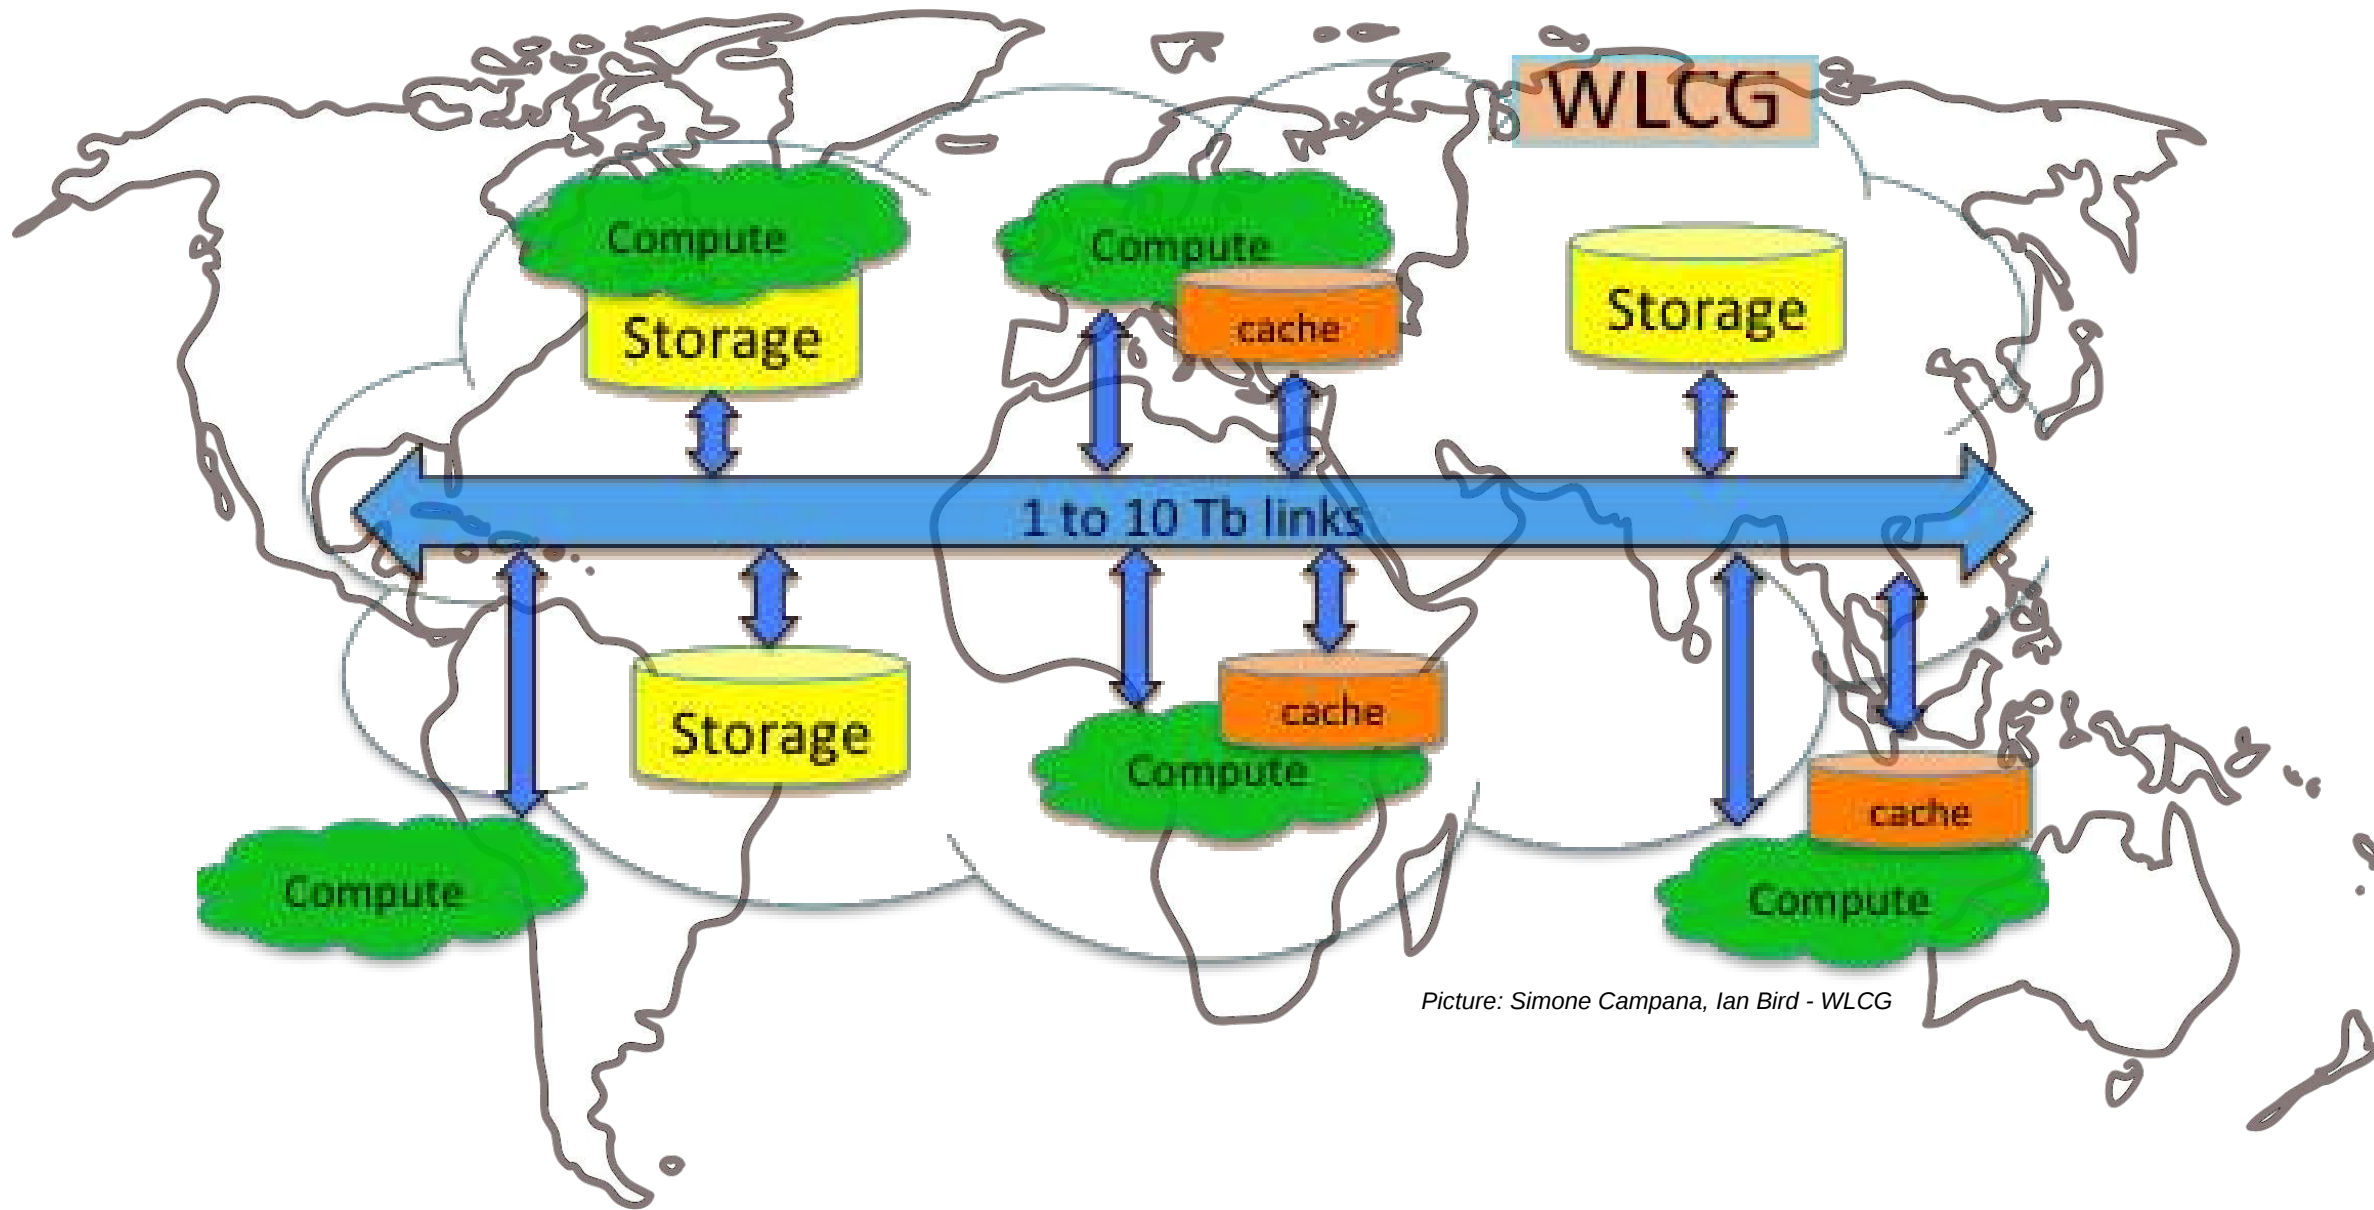 WLCG
Compute
Storage
Compute
cache
Storage
1 to 10 Tb links
Storage
cache
Compute
Compute
cache
Compute
Picture: Simone Campana, Ian Bird - WLCG